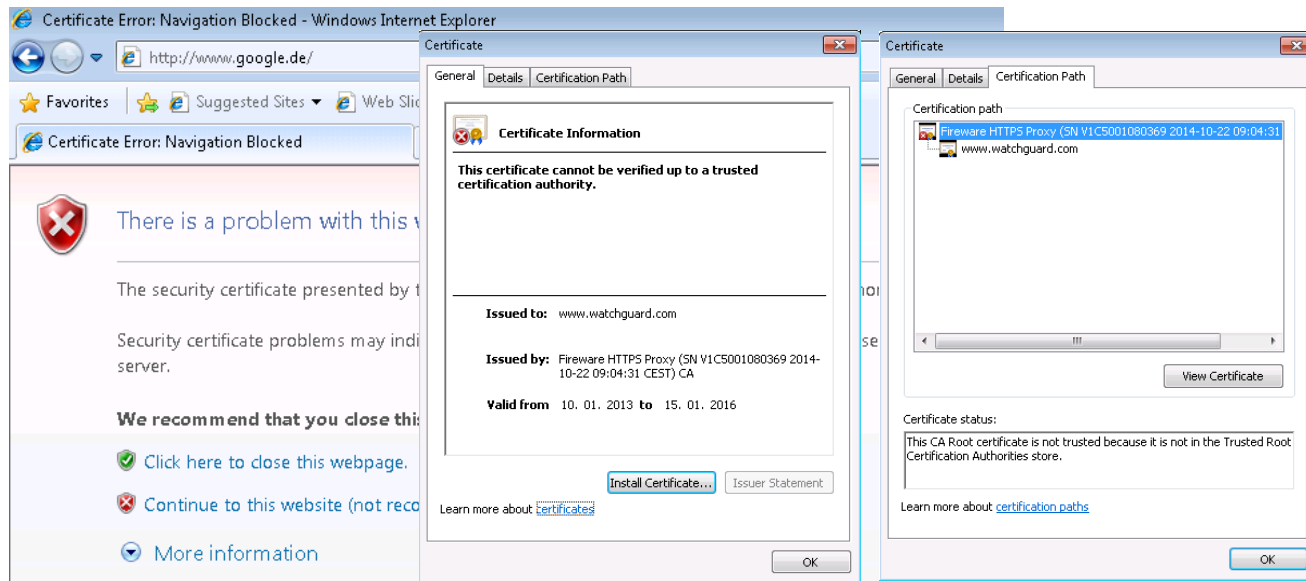 Certificate Error: Navigation Blocked - Windows Internet Explorer
http://www.google.de/
Favorites
Suggested Sites
Web Slic
Certificate Error: Navigation Blocked
There is a problem with this
The security certificate presented by
Security certificate problems may indi
server.
We recommend that you close this
Click here to close this webpage.
Continue to this website (not reco
More information
Certificate
General Details Certification Path
Certificate Information
This certificate cannot be verified up to a trusted
certification authority.
Issued to: www.watchguard.com
Issued by: Fireware HTTPS Proxy (SN V1C5001080369 2014-
10-22 09:04:31 CEST) CA
Valid from 10. 01. 2013 to 15. 01. 2016
Install Certificate...
Issuer Statement
Learn more about certificates
OK
Certificate
General Details Certification Path
Certification path
Fireware HTTPS Proxy (SN V1C5001080369 2014-10-22 09:04:31
www.watchguard.com
View Certificate
Certificate status:
This CA Root certificate is not trusted because it is not in the Trusted Root
Certification Authorities store.
Learn more about certification paths
OK